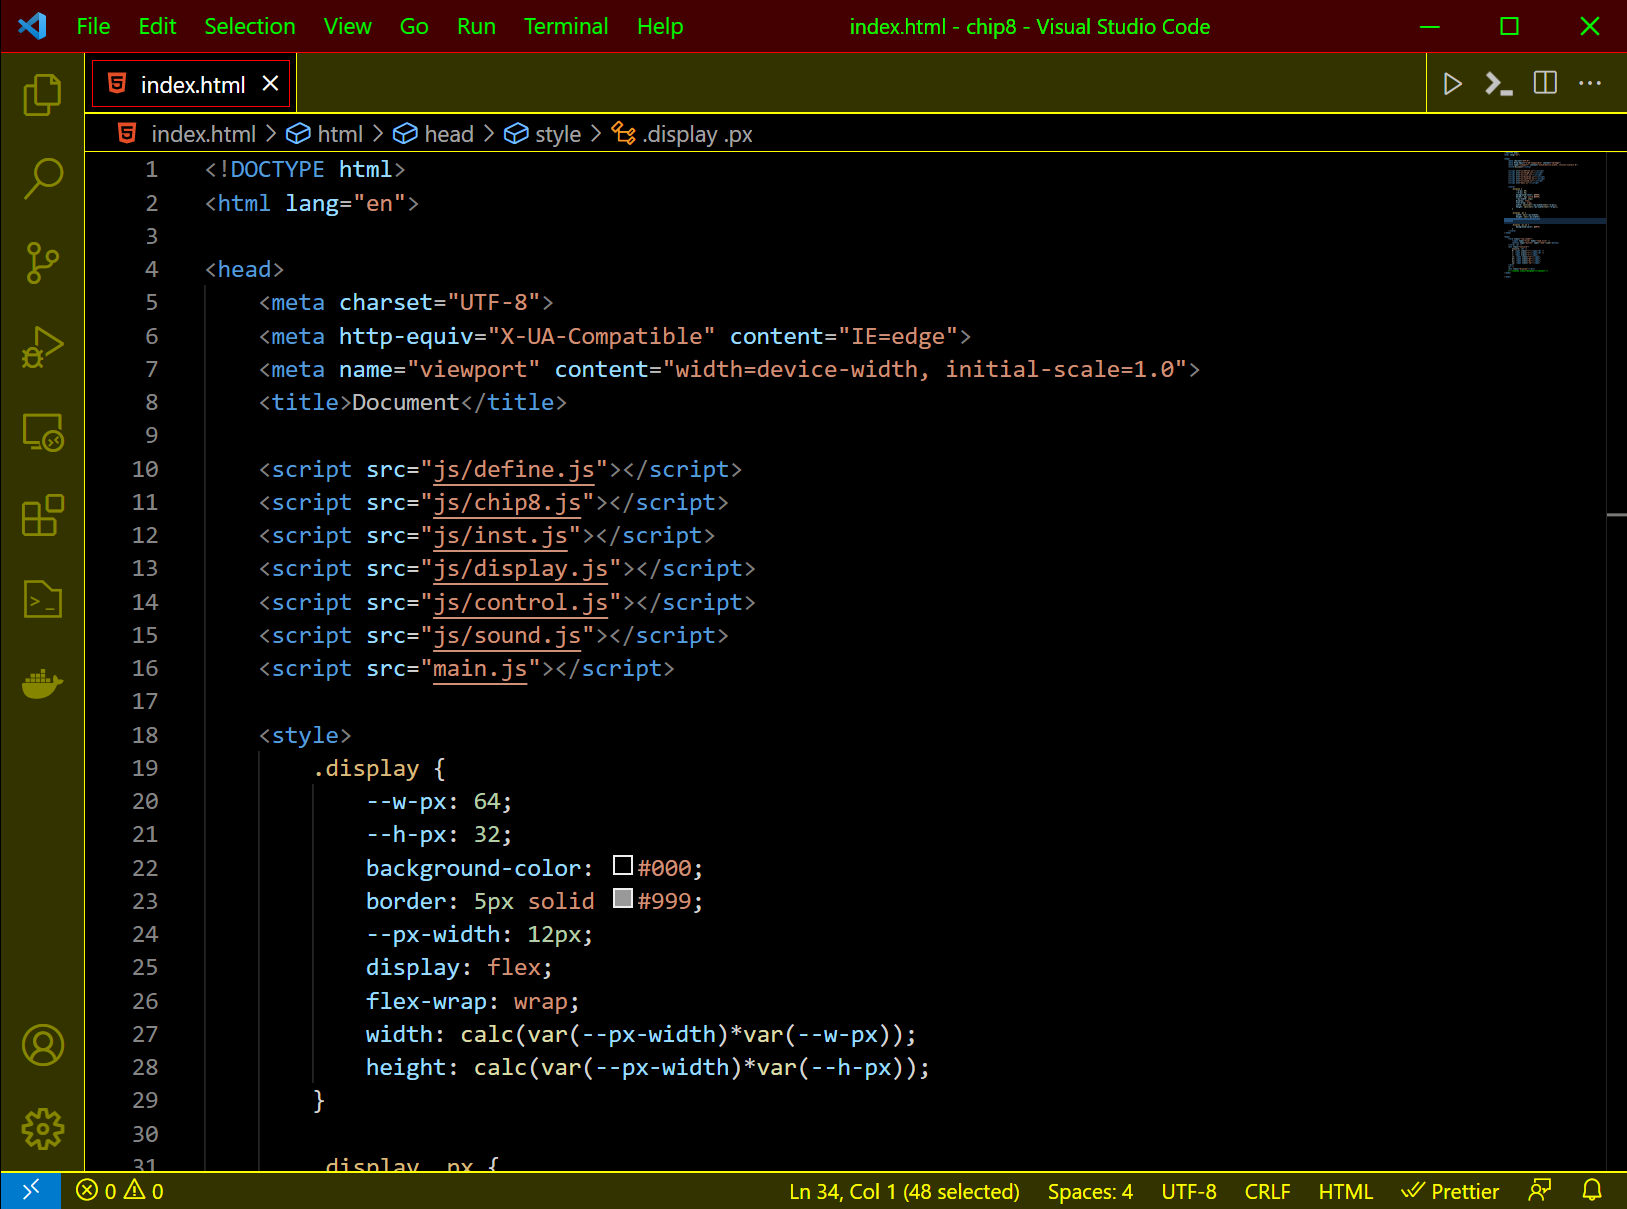 File Edit Selection View Go Run Terminal Help index.html - chip8 - Visual Studio Code
index.html
index.html > html > head > style > .display .px
1 <!DOCTYPE html>
2 <html lang="en">
3
4 <head>
5 <meta charset="UTF-8">
6 <meta http-equiv="X-UA-Compatible" content="IE=edge">
7 <meta name="viewport" content="width=device-width, initial-scale=1.0">
8 <title>Document</title>
9
10 <script src="js/define.js"></script>
11 <script src="js/chip8.js"></script>
12 <script src="js/inst.js"></script>
13 <script src="js/display.js"></script>
14 <script src="js/control.js"></script>
15 <script src="js/sound.js"></script>
16 <script src="main.js"></script>
17
18 <style>
19 .display {
20 --w-px: 64;
21 --h-px: 32;
22 background-color: #000;
23 border: 5px solid #999;
24 --px-width: 12px;
25 display: flex;
26 flex-wrap: wrap;
27 width: calc(var(--px-width)*var(--w-px));
28 height: calc(var(--px-width)*var(--h-px));
29 }
30
31 .display .px {
0 0 Ln 34, Col 1 (48 selected) Spaces: 4 UTF-8 CRLF HTML Prettier